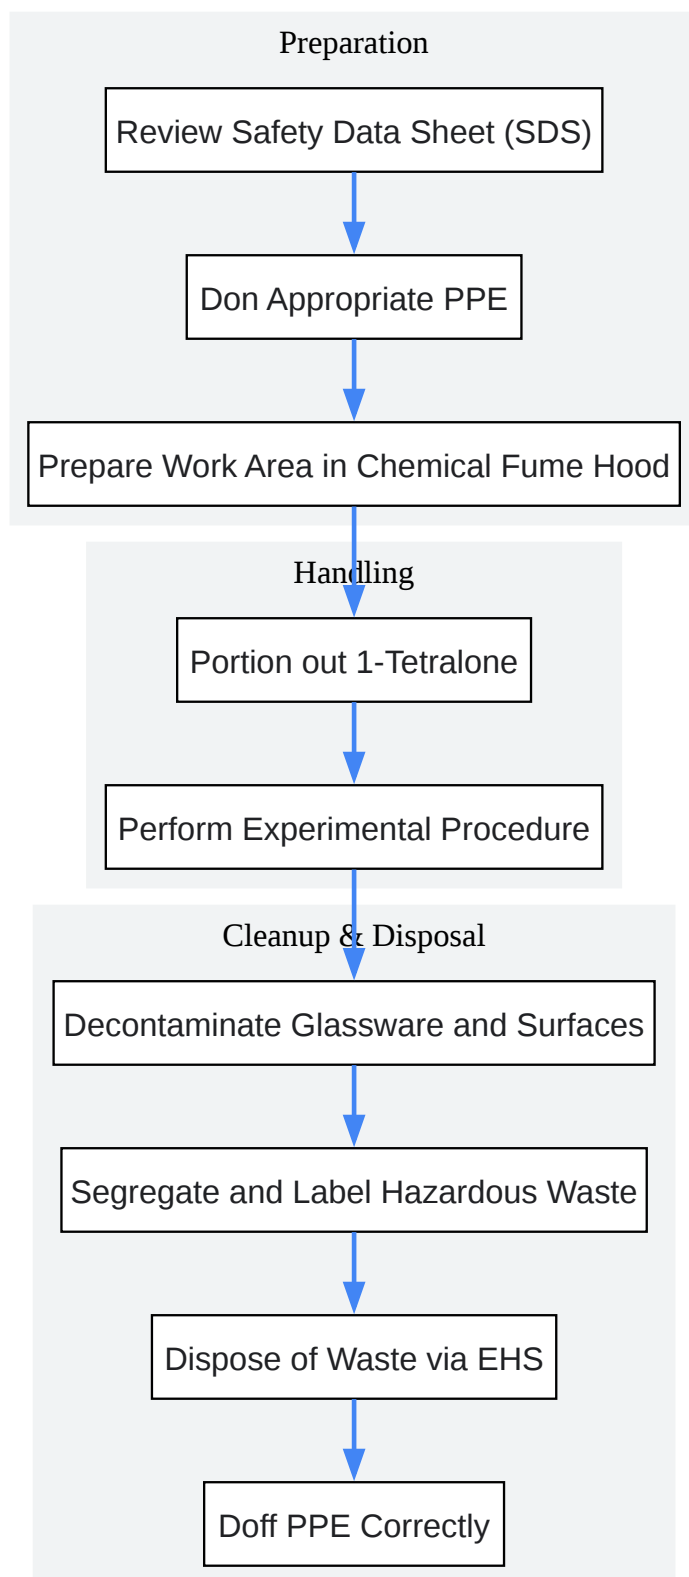 Preparation
Review Safety Data Sheet (SDS)
Don Appropriate PPE
Prepare Work Area in Chemical Fume Hood
Handling
Portion out 1-Tetralone
Perform Experimental Procedure
Cleanup & Disposal
Decontaminate Glassware and Surfaces
Segregate and Label Hazardous Waste
Dispose of Waste via EHS
Doff PPE Correctly